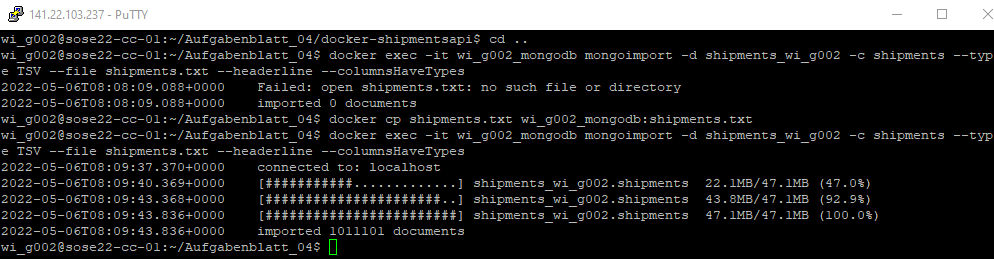 141.22.103.237 - PuTTY
wi_g002@sose22-cc-01:~/Aufgabenblatt_04/docker-shipmentsapi$ cd ..
wi_g002@sose22-cc-01:~/Aufgabenblatt_04$ docker exec -it wi_g002_mongodb mongoimport -d shipments_wi_g002 -c shipments --typ
e TSV --file shipments.txt --headerline --columnsHaveTypes
2022-05-06T08:08:09.088+0000    Failed: open shipments.txt: no such file or directory
2022-05-06T08:08:09.088+0000    imported 0 documents
wi_g002@sose22-cc-01:~/Aufgabenblatt_04$ docker cp shipments.txt wi_g002_mongodb:shipments.txt
wi_g002@sose22-cc-01:~/Aufgabenblatt_04$ docker exec -it wi_g002_mongodb mongoimport -d shipments_wi_g002 -c shipments --typ
e TSV --file shipments.txt --headerline --columnsHaveTypes
2022-05-06T08:09:37.370+0000    connected to: localhost
2022-05-06T08:09:40.369+0000    [###########.............] shipments_wi_g002.shipments  22.1MB/47.1MB (47.0%)
2022-05-06T08:09:43.368+0000    [######################..] shipments_wi_g002.shipments  43.8MB/47.1MB (92.9%)
2022-05-06T08:09:43.836+0000    [########################] shipments_wi_g002.shipments  47.1MB/47.1MB (100.0%)
2022-05-06T08:09:43.836+0000    imported 1011101 documents
wi_g002@sose22-cc-01:~/Aufgabenblatt_04$